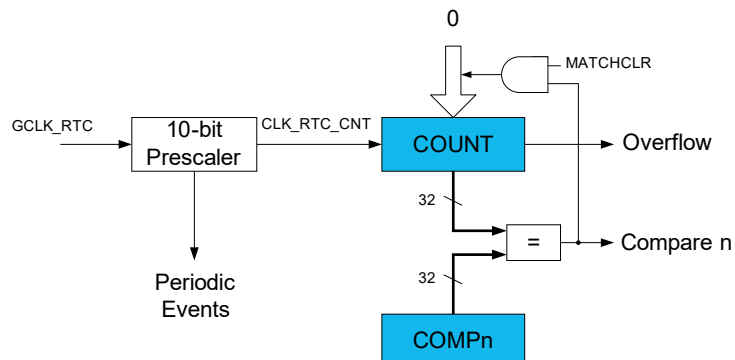 0
MATCHCLR
GCLK_RTC
10-bit
Prescaler
CLK_RTC_CNT
COUNT
Overflow
32
=
Compare n
32
Periodic
Events
COMPn